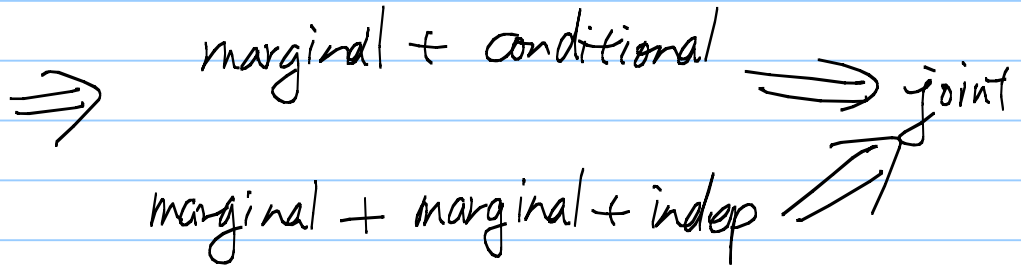 ⇒ marginal + conditional ⇒ joint
marginal + marginal + indep ⇒